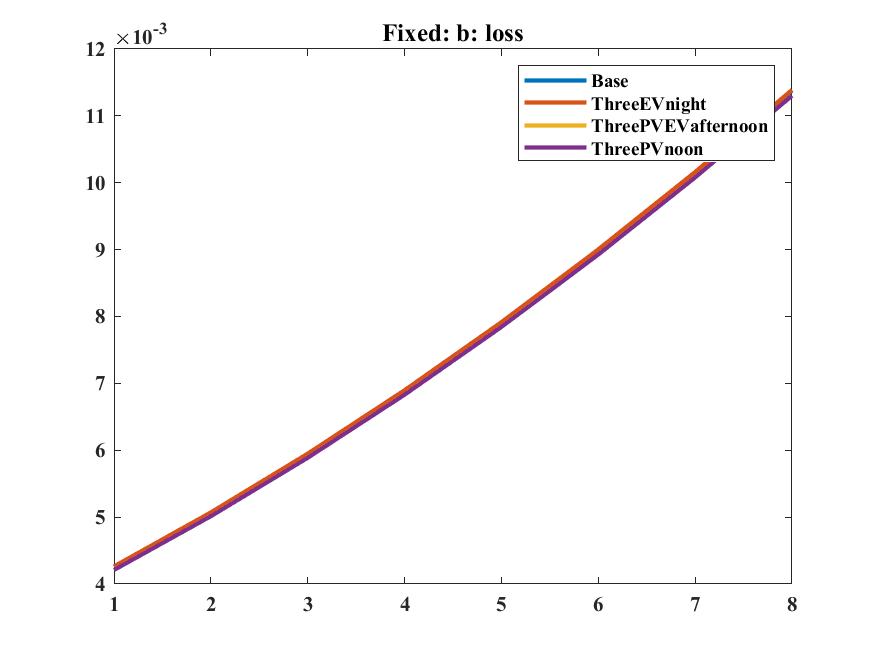 Fixed: b: loss
×10-3
12
11
10
9
8
7
6
5
4
1 2 3 4 5 6 7 8
Base
ThreeEVnight
ThreePVEVafternoon
ThreePVnoon